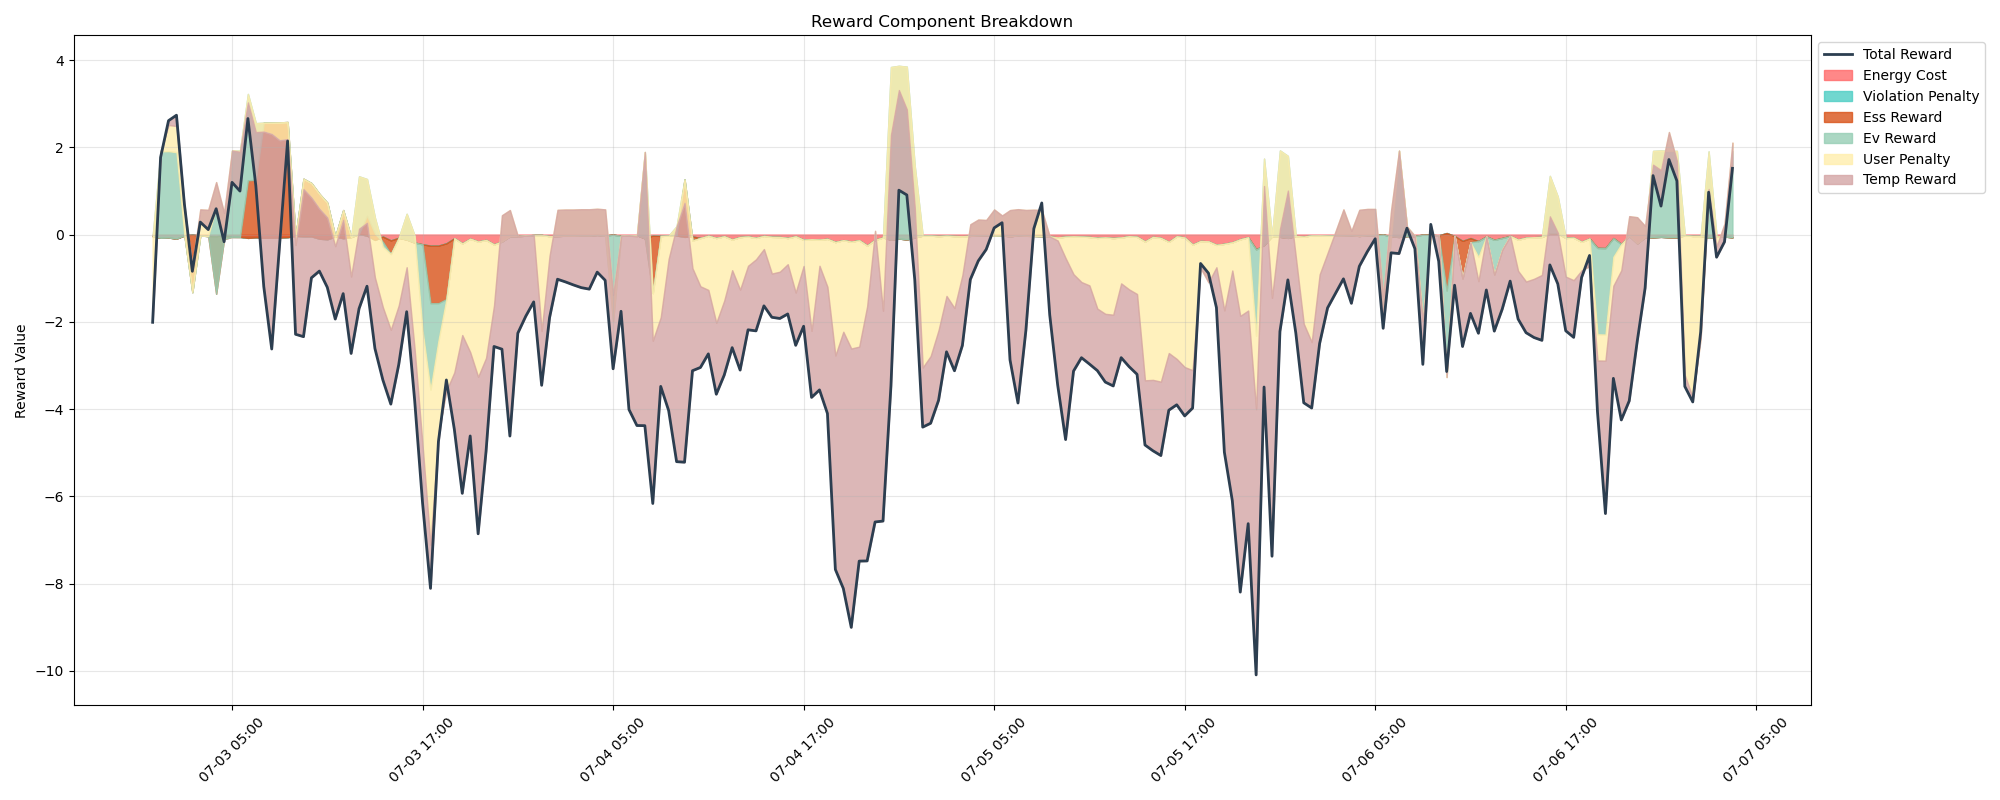 Reward Component Breakdown
Reward Value
4
2
0
−2
−4
−6
−8
−10
07-03 05:00
07-03 17:00
07-04 05:00
07-04 17:00
07-05 05:00
07-05 17:00
07-06 05:00
07-06 17:00
07-07 05:00
Total Reward
Energy Cost
Violation Penalty
Ess Reward
Ev Reward
User Penalty
Temp Reward